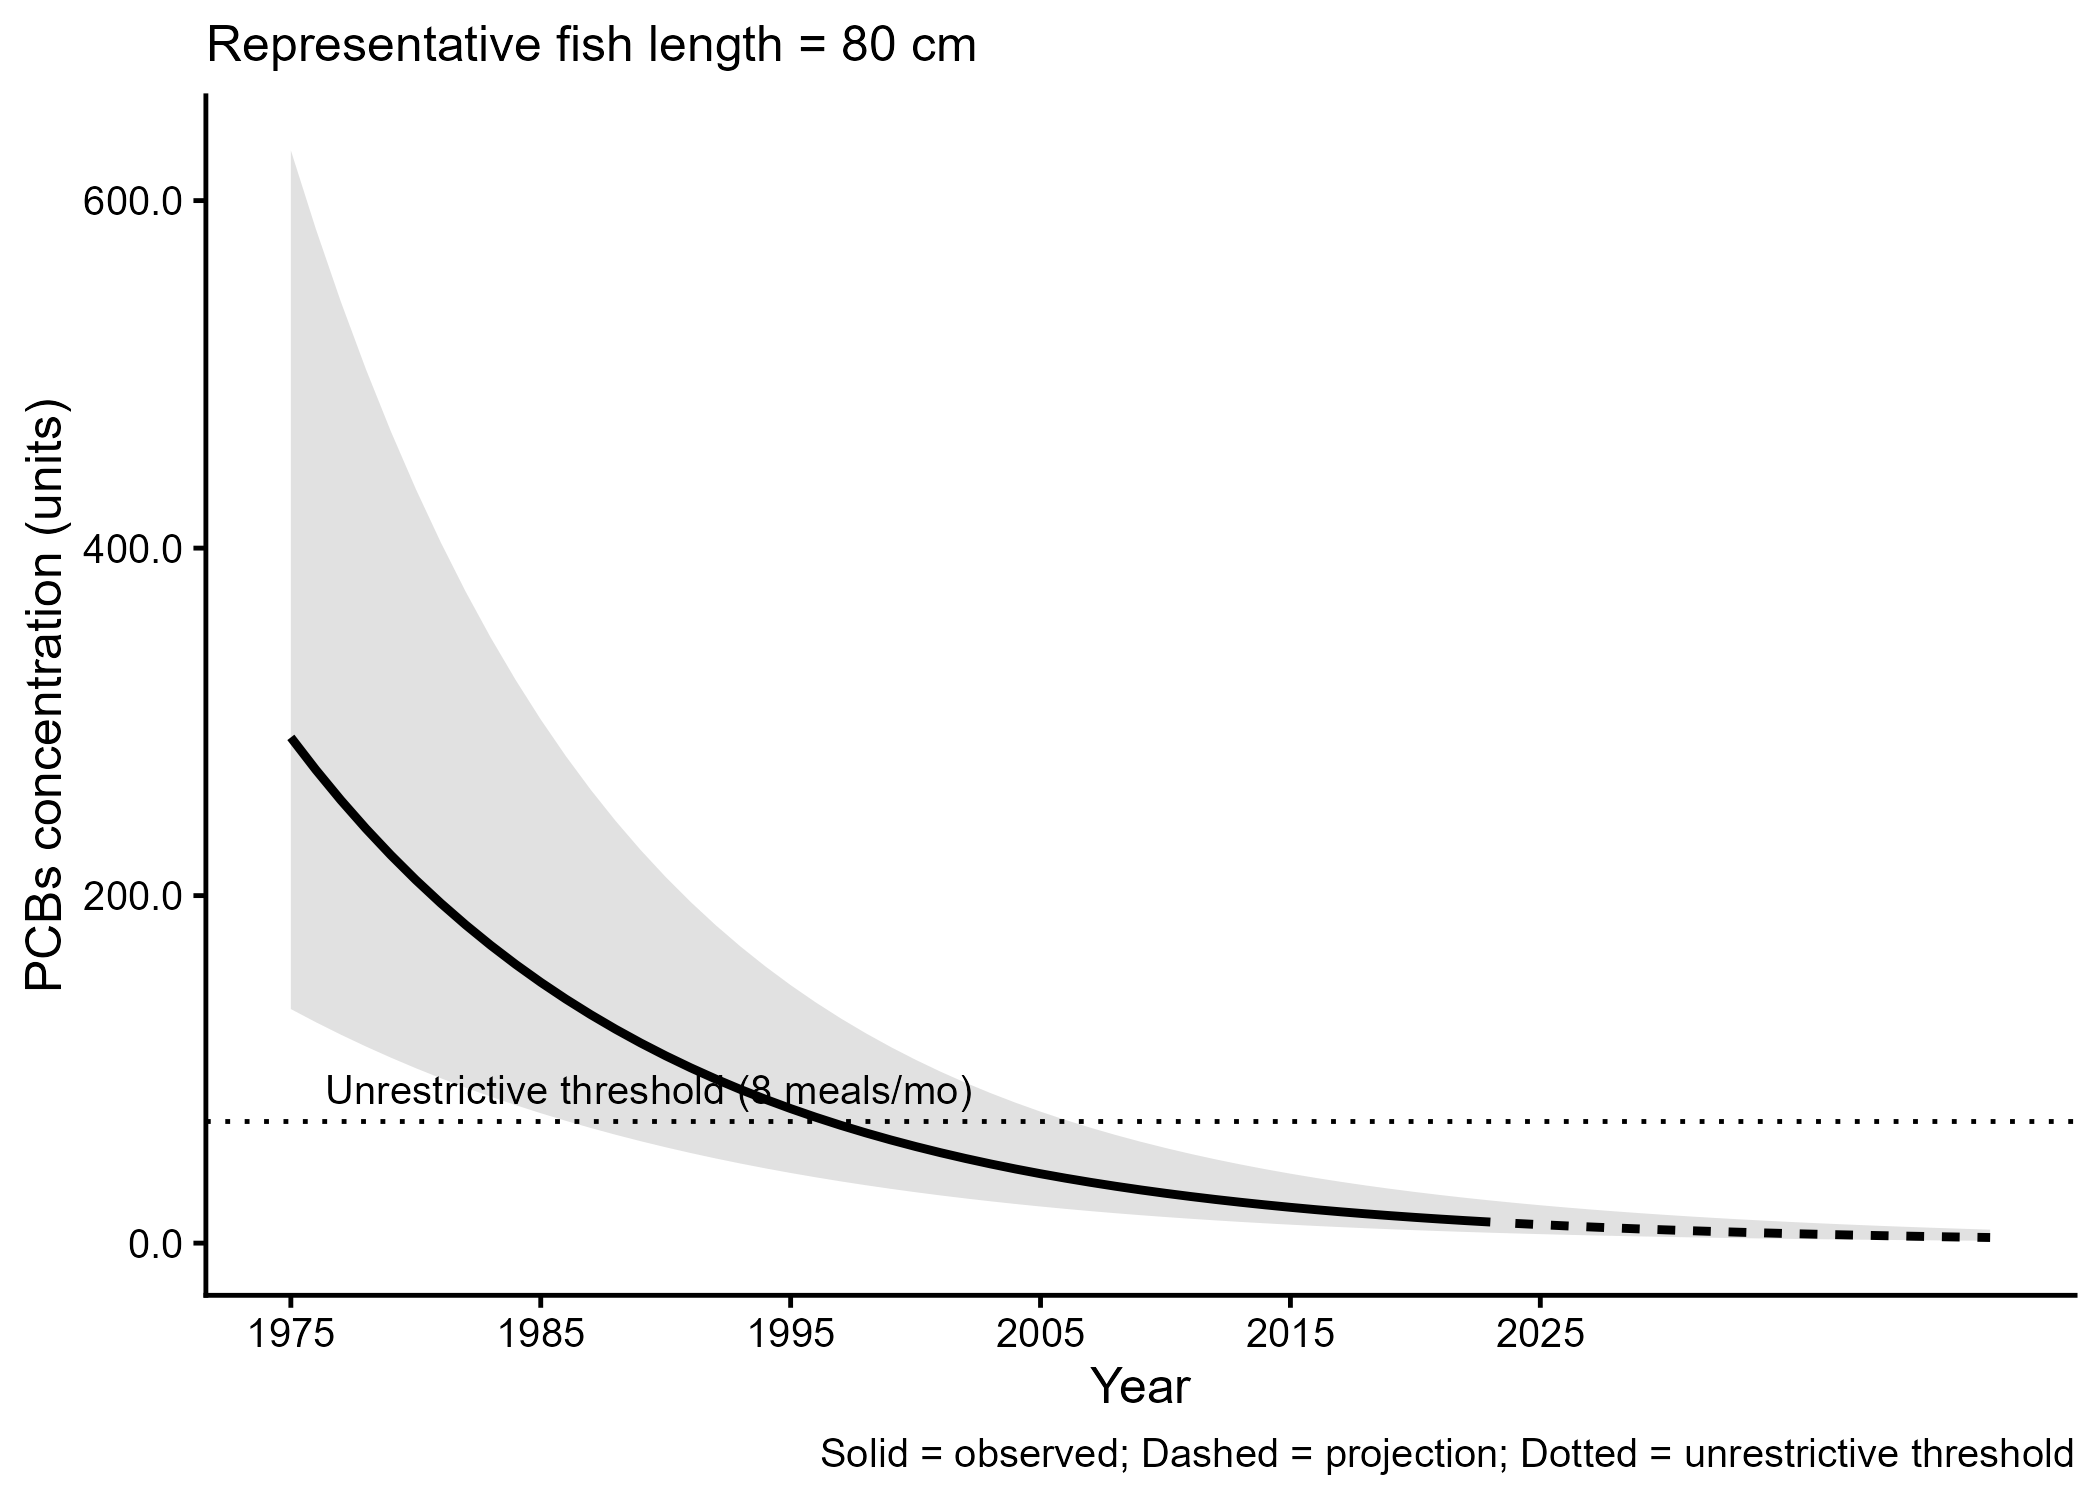 Representative fish length = 80 cm
PCBs concentration (units)
600.0
400.0
200.0
0.0
Unrestrictive threshold (8 meals/mo)
1975 1985 1995 2005 2015 2025
Year
Solid = observed; Dashed = projection; Dotted = unrestrictive threshold